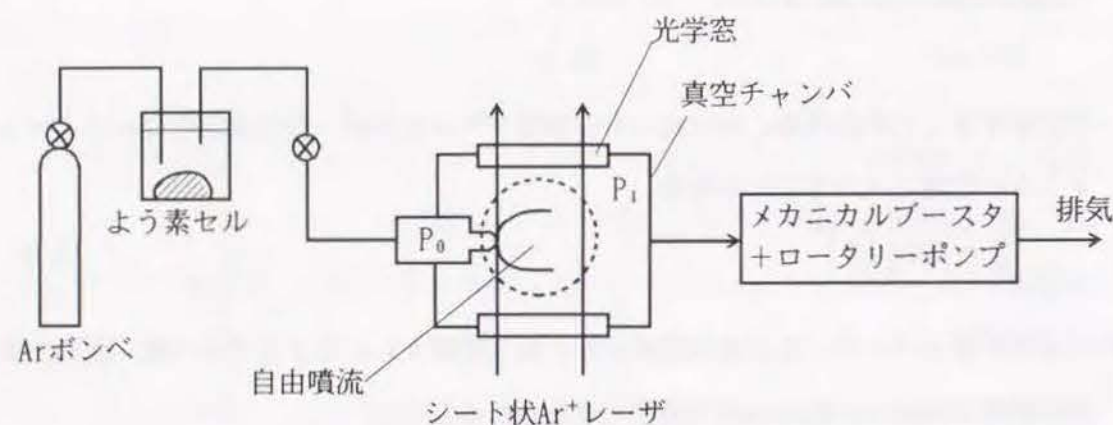 光学窓
真空チャンバ
よう素セル
P₀
P₁
メカニカルブースタ
+ロータリーポンプ
排気
Arボンベ
自由噴流
シート状Ar⁺レーザ